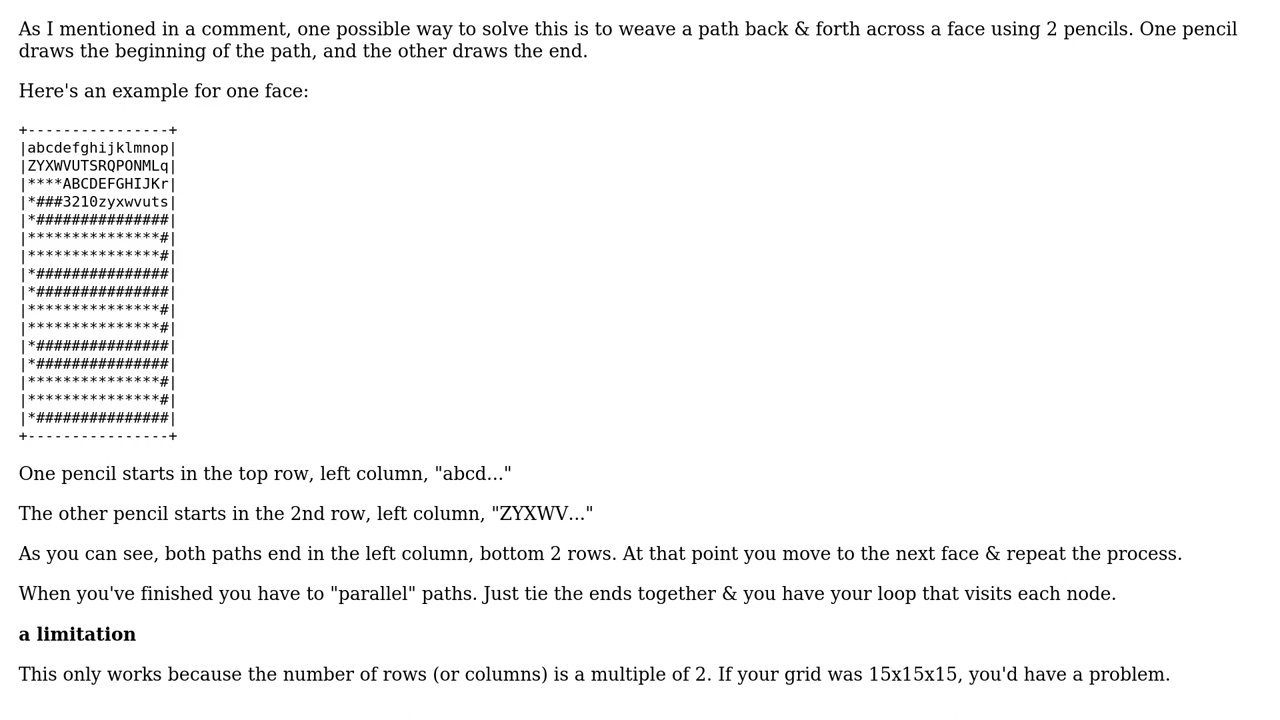 As I mentioned in a comment, one possible way to solve this is to weave a path back & forth across a face using 2 pencils. One pencil
draws the beginning of the path, and the other draws the end.
Here's an example for one face:
+----------------+
|abcdefghijklmnop|
|ZYXWVUTSRQPONMLq|
|****ABCDEFGHIJKr|
|*###3210zyxwvuts|
|*###############|
|***************#|
|***************#|
|*###############|
|*###############|
|***************#|
|***************#|
|*###############|
|*###############|
|***************#|
|***************#|
|*###############|
+----------------+
One pencil starts in the top row, left column, "abcd..."
The other pencil starts in the 2nd row, left column, "ZYXWV..."
As you can see, both paths end in the left column, bottom 2 rows. At that point you move to the next face & repeat the process.
When you've finished you have to "parallel" paths. Just tie the ends together & you have your loop that visits each node.
a limitation
This only works because the number of rows (or columns) is a multiple of 2. If your grid was 15x15x15, you'd have a problem.